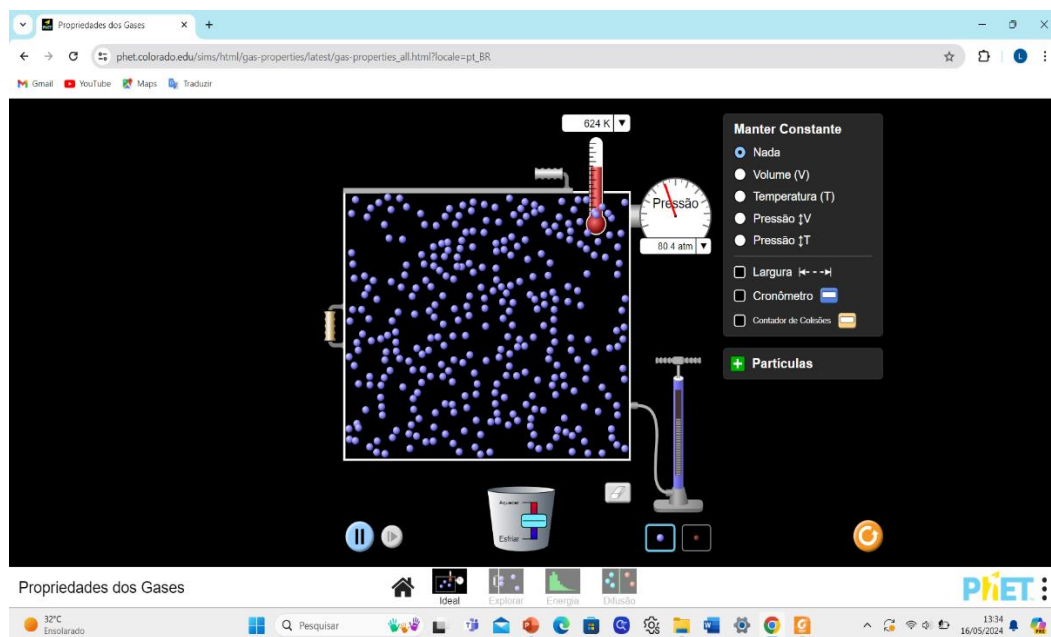 Propriedades dos Gases
phet.colorado.edu/sims/html/gas-properties/latest/gas-properties_all.html?locale=pt_BR
L
Gmail
YouTube
Maps
Traduzir
624 K
Pressão
80.4 atm
Manter Constante
Nada
Volume (V)
Temperatura (T)
Pressão ↕V
Pressão ↕T
Largura
Cronômetro
Contador de Colisões
Partículas
Aquecer
Esfriar
Propriedades dos Gases
Ideal
Explorar
Energia
Difusão
PhET
32°C
Ensolarado
Pesquisar
13:34
16/05/2024